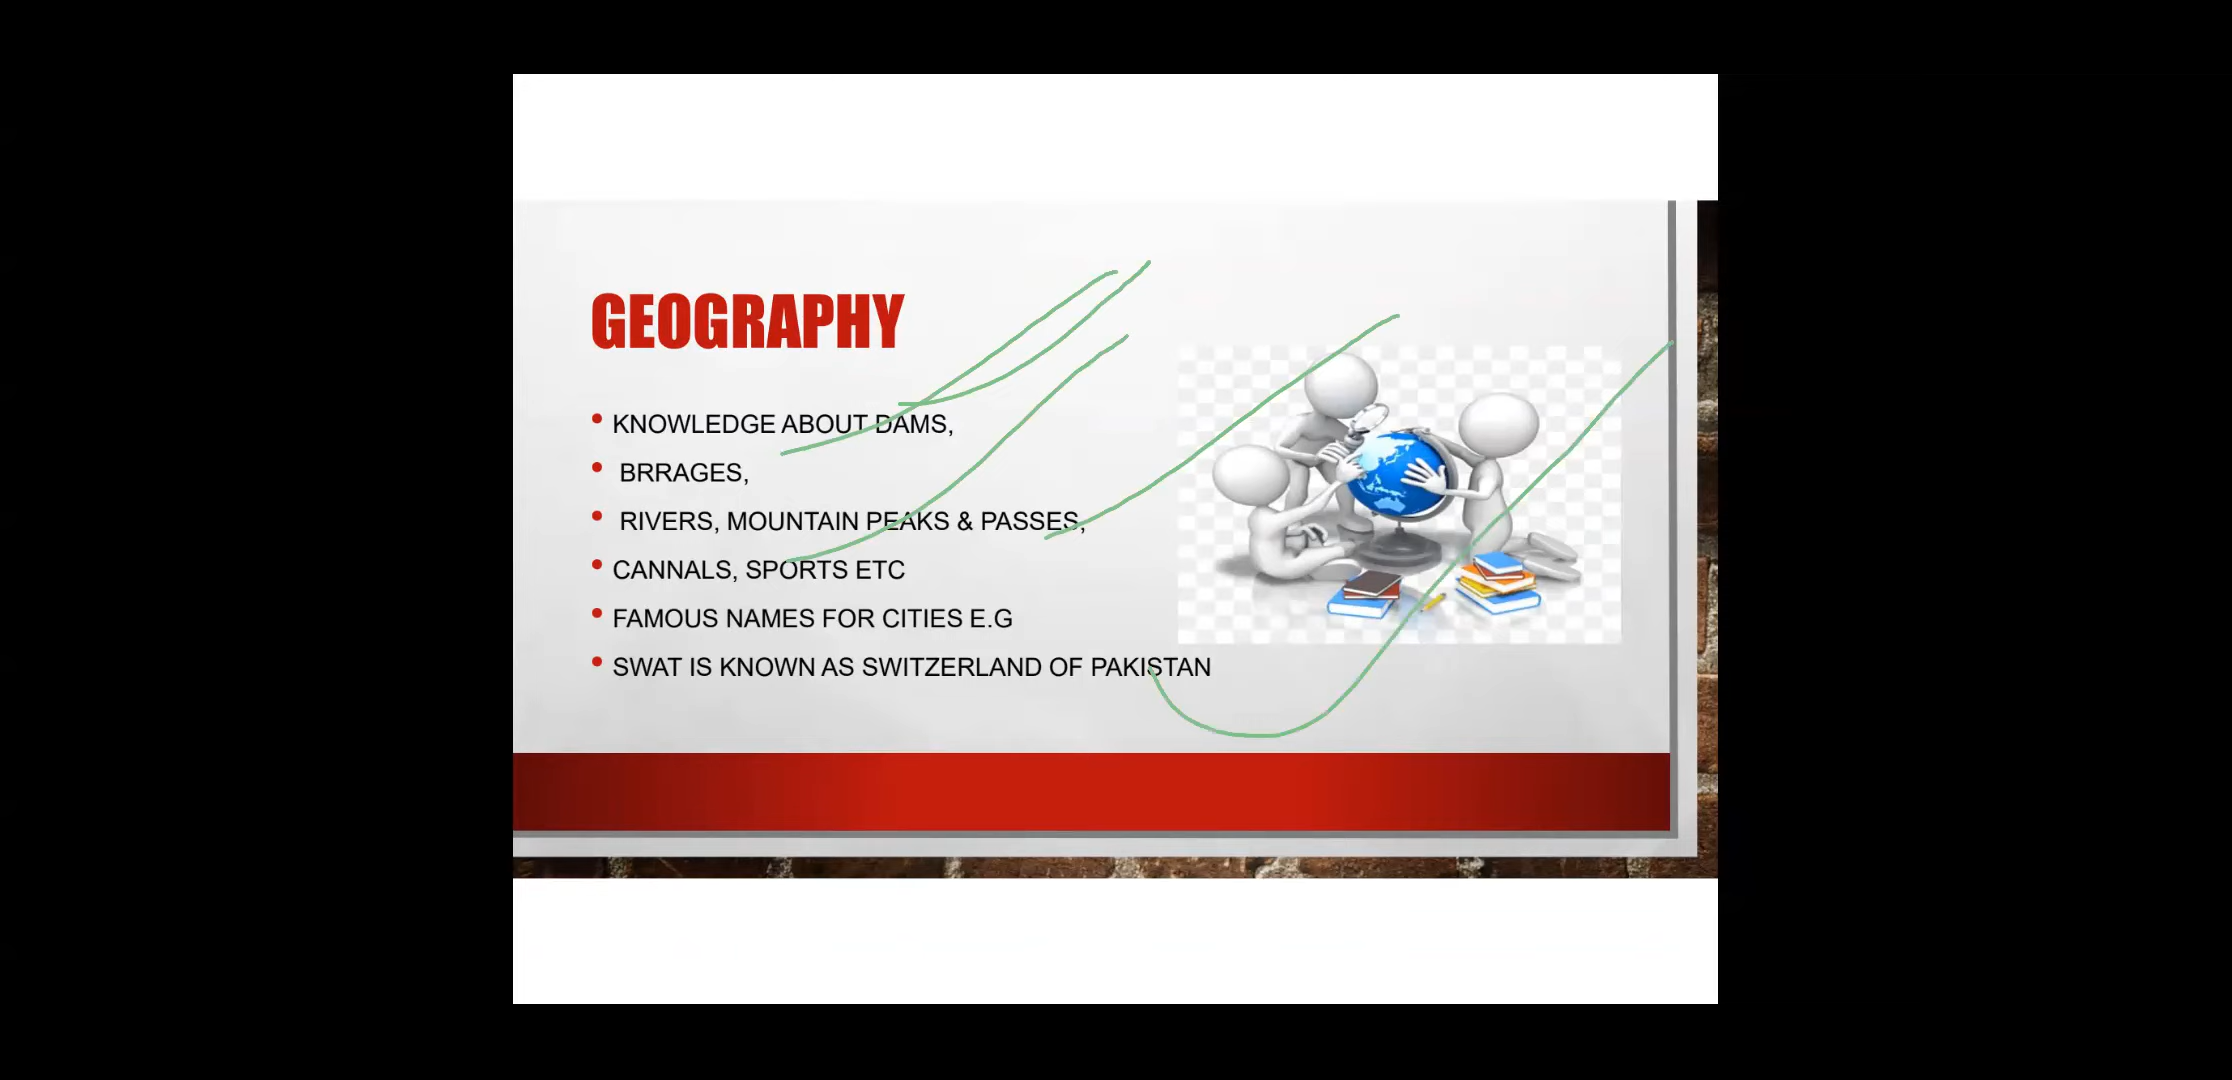 GEOGRAPHY
• KNOWLEDGE ABOUT DAMS,
• BRRAGES,
• RIVERS, MOUNTAIN PEAKS & PASSES,
• CANNALS, SPORTS ETC
• FAMOUS NAMES FOR CITIES E.G
• SWAT IS KNOWN AS SWITZERLAND OF PAKISTAN